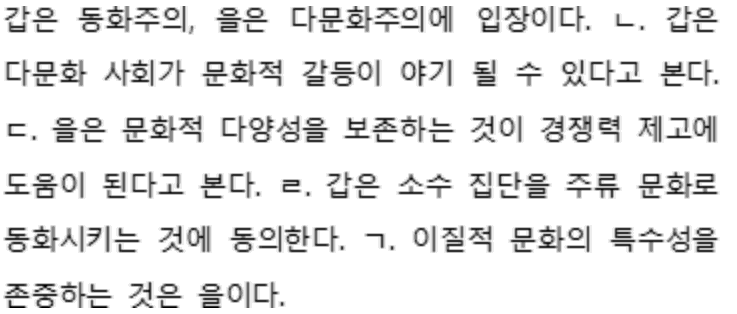 갑은 동화주의, 을은 다문화주의에 입장이다. ㄴ. 갑은
다문화 사회가 문화적 갈등이 야기 될 수 있다고 본다.
ㄷ. 을은 문화적 다양성을 보존하는 것이 경쟁력 제고에
도움이 된다고 본다. ㄹ. 갑은 소수 집단을 주류 문화로
동화시키는 것에 동의한다. ㄱ. 이질적 문화의 특수성을
존중하는 것은 을이다.